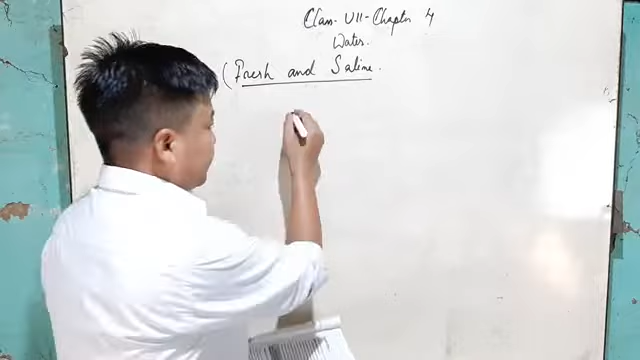 Class VII - Chapter 4
Water.
(Fresh and Saline.